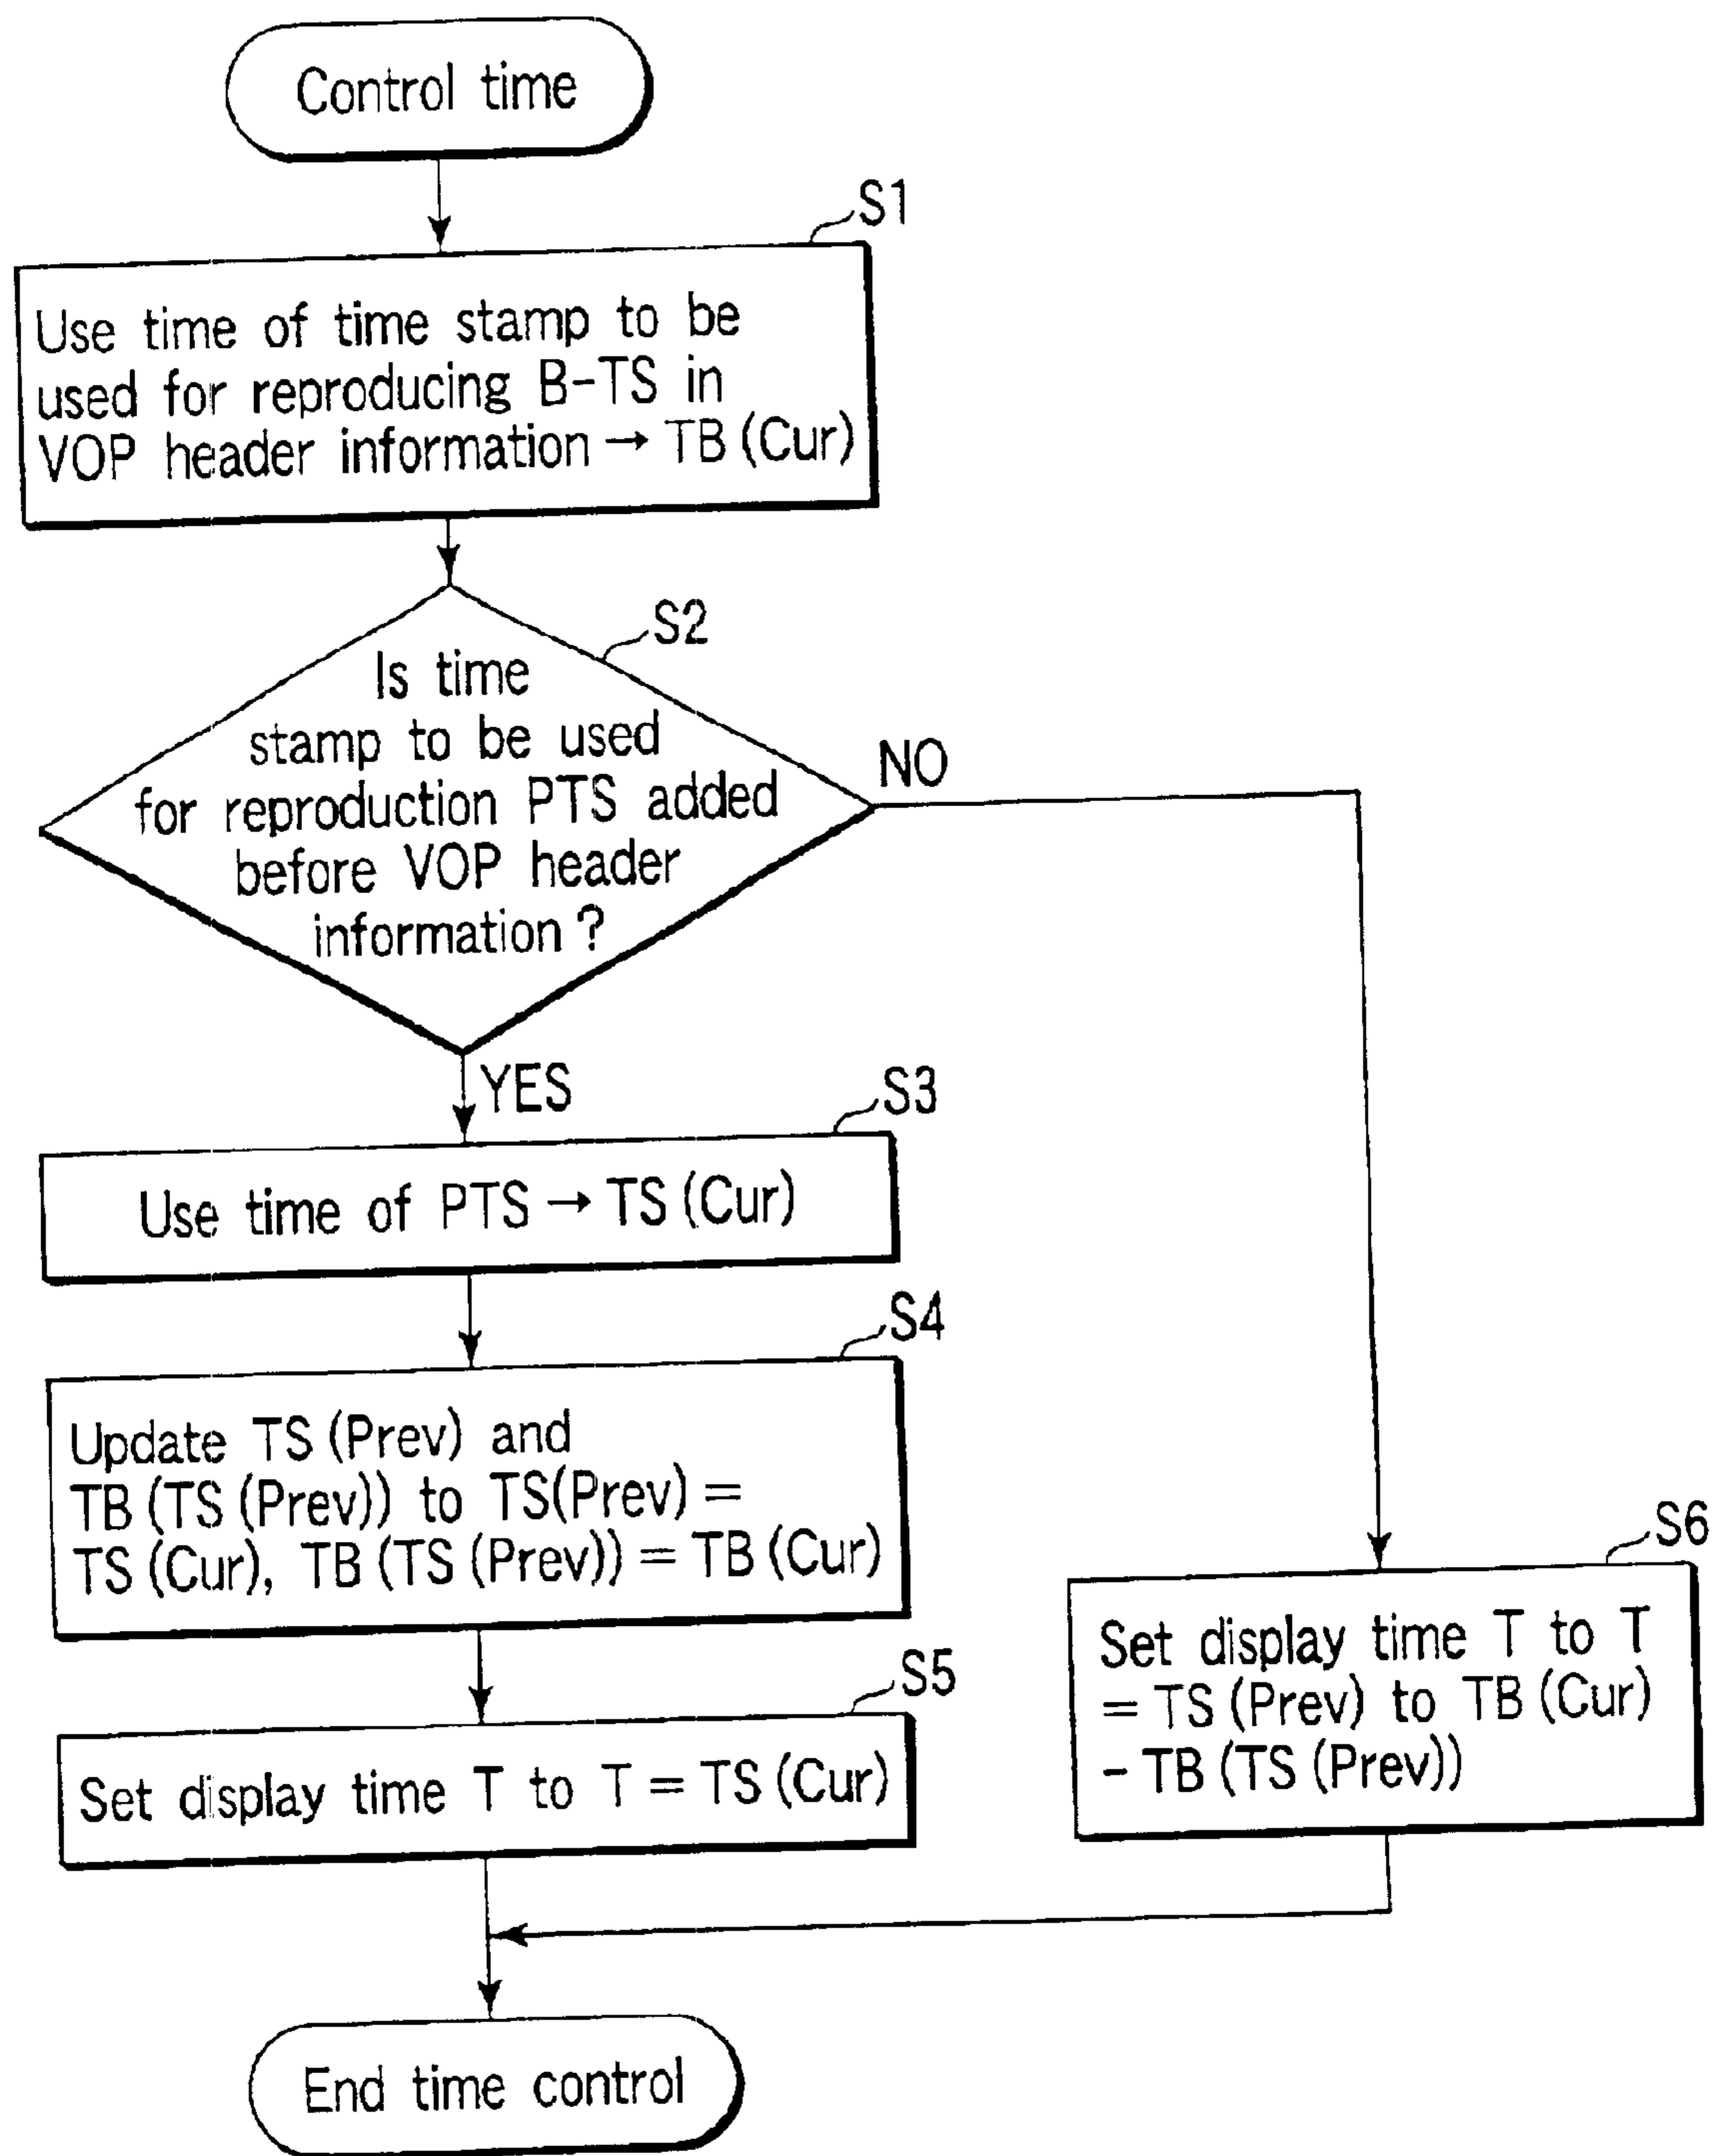 Control time
S1
Use time of time stamp to be
used for reproducing B-TS in
VOP header information → TB (Cur)
S2
Is time
stamp to be used
for reproduction PTS added
before VOP header
information ?
NO
YES
S3
Use time of PTS → TS (Cur)
S4
Update TS (Prev) and
TB (TS (Prev)) to TS(Prev) =
TS (Cur), TB (TS (Prev)) = TB (Cur)
S5
Set display time T to T = TS (Cur)
S6
Set display time T to T
= TS (Prev) to TB (Cur)
- TB (TS (Prev))
End time control